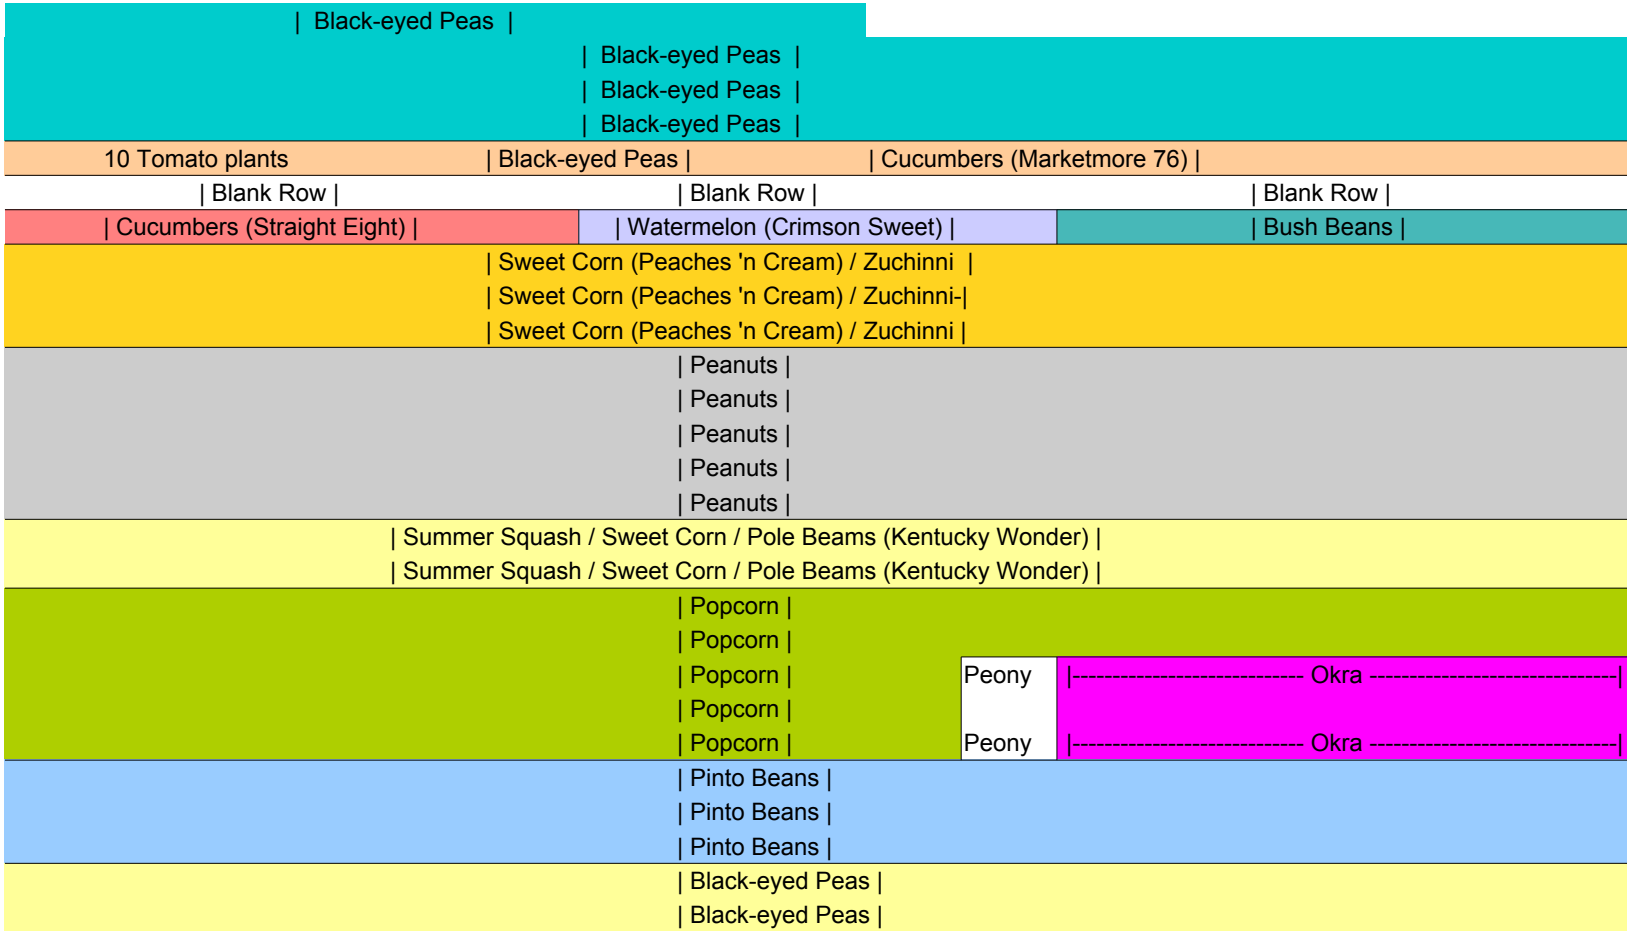 | Black-eyed Peas |
| Black-eyed Peas |
| Black-eyed Peas |
| Black-eyed Peas |
10 Tomato plants | Black-eyed Peas | | Cucumbers (Marketmore 76) |
| Blank Row | | Blank Row | | Blank Row |
| Cucumbers (Straight Eight) | | Watermelon (Crimson Sweet) | | Bush Beans |
| Sweet Corn (Peaches 'n Cream) / Zuchinni |
| Sweet Corn (Peaches 'n Cream) / Zuchinni-|
| Sweet Corn (Peaches 'n Cream) / Zuchinni |
| Peanuts |
| Peanuts |
| Peanuts |
| Peanuts |
| Peanuts |
| Summer Squash / Sweet Corn / Pole Beams (Kentucky Wonder) |
| Summer Squash / Sweet Corn / Pole Beams (Kentucky Wonder) |
| Popcorn |
| Popcorn |
| Popcorn | Peony |---------------------------- Okra ------------------------------|
| Popcorn |
| Popcorn | Peony |---------------------------- Okra ------------------------------|
| Pinto Beans |
| Pinto Beans |
| Pinto Beans |
| Black-eyed Peas |
| Black-eyed Peas |